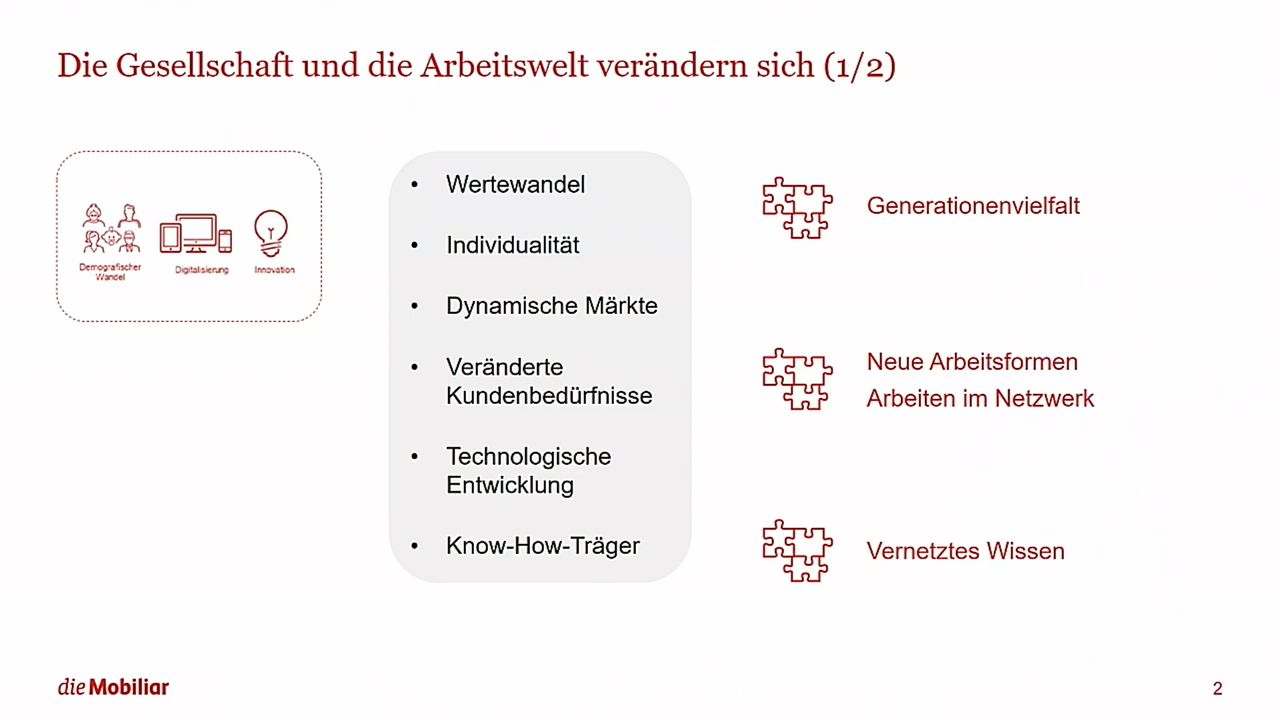 Die Gesellschaft und die Arbeitswelt verändern sich (1/2)
Demografischer
Wandel
Digitalisierung
Innovation
• Wertewandel
• Individualität
• Dynamische Märkte
• Veränderte
Kundenbedürfnisse
• Technologische
Entwicklung
• Know-How-Träger
Generationenvielfalt
Neue Arbeitsformen
Arbeiten im Netzwerk
Vernetztes Wissen
die Mobiliar
2